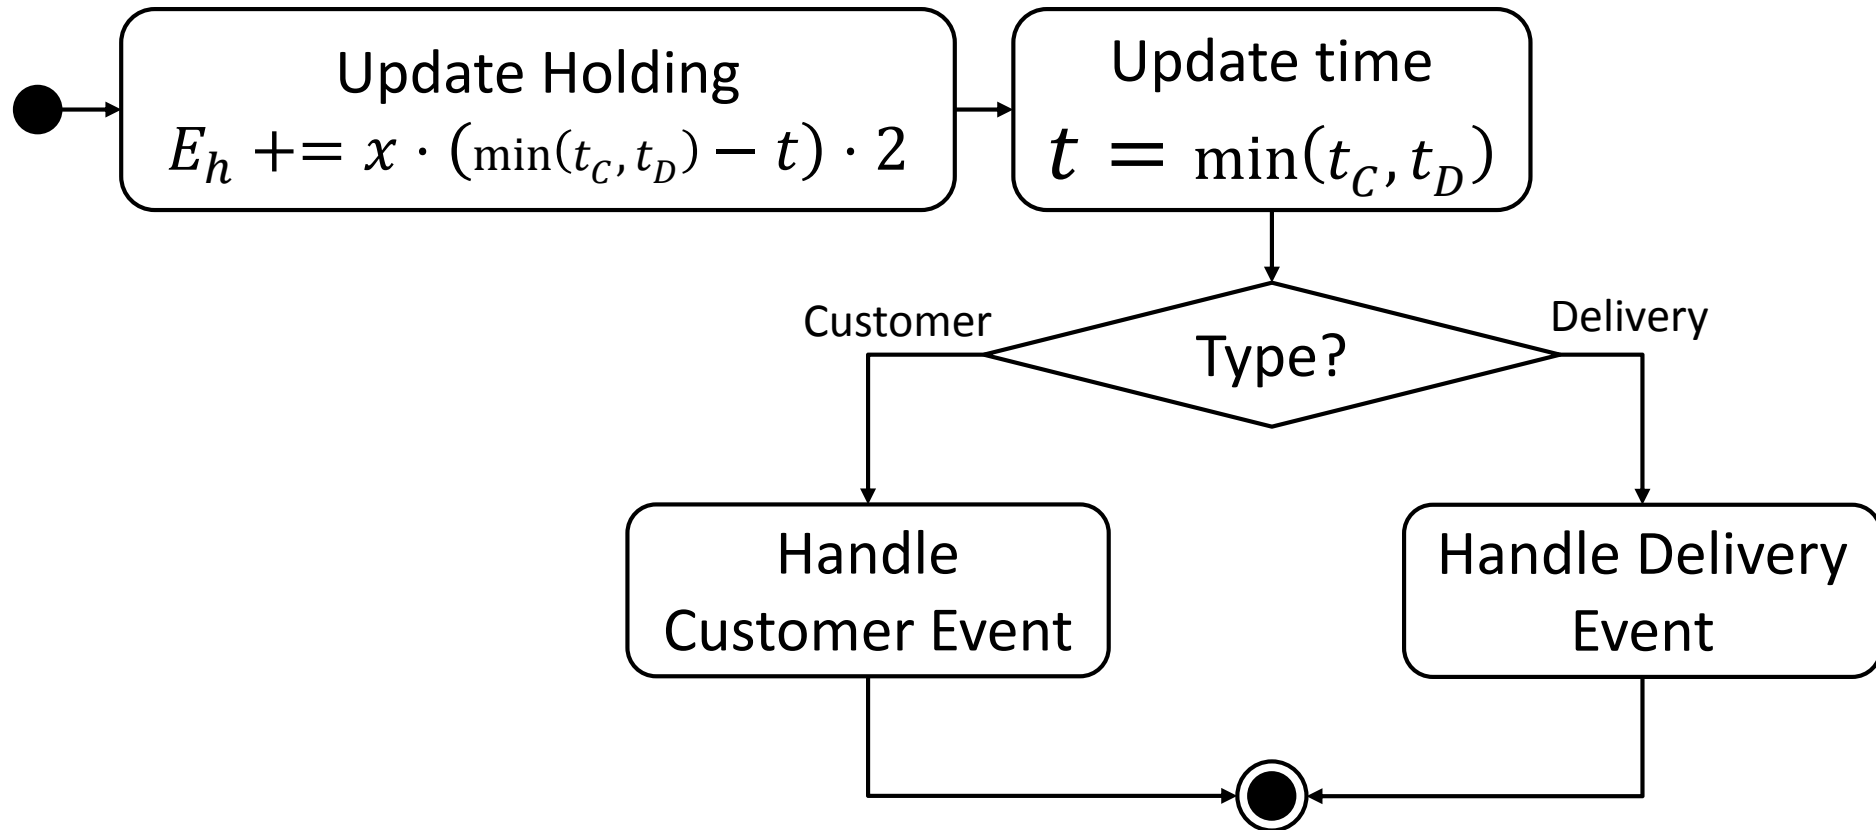 Update Holding
E_h += x · (min(t_C, t_D) − t) · 2
Update time
t = min(t_C, t_D)
Customer
Delivery
Type?
Handle
Customer Event
Handle Delivery
Event